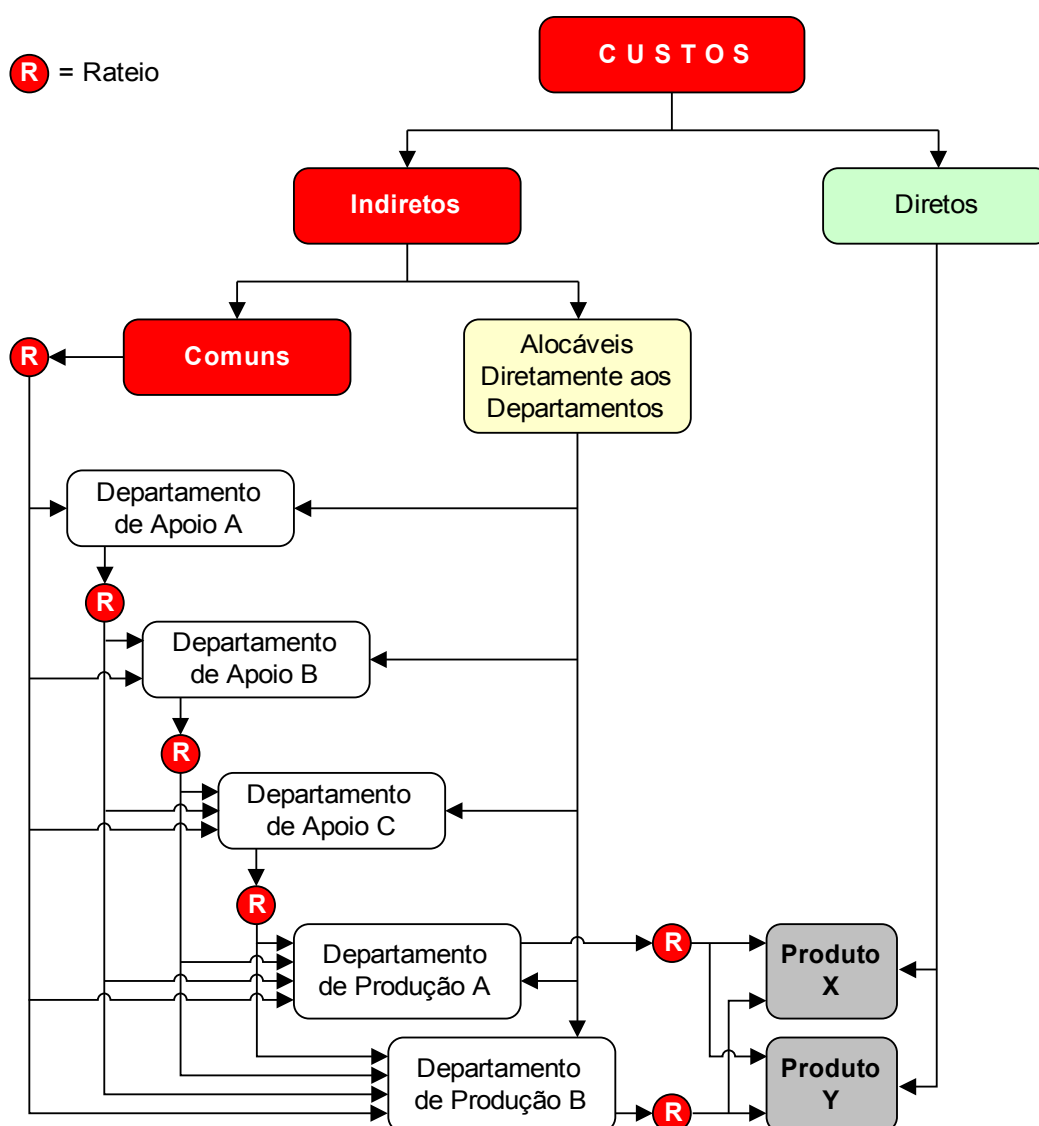 C U S T O S
R = Rateio
Indiretos
Diretos
Comuns
Alocáveis
Diretamente aos
Departamentos
R
Departamento
de Apoio A
R
Departamento
de Apoio B
R
Departamento
de Apoio C
R
Departamento
de Produção A
R
Produto
X
Departamento
de Produção B
R
Produto
Y